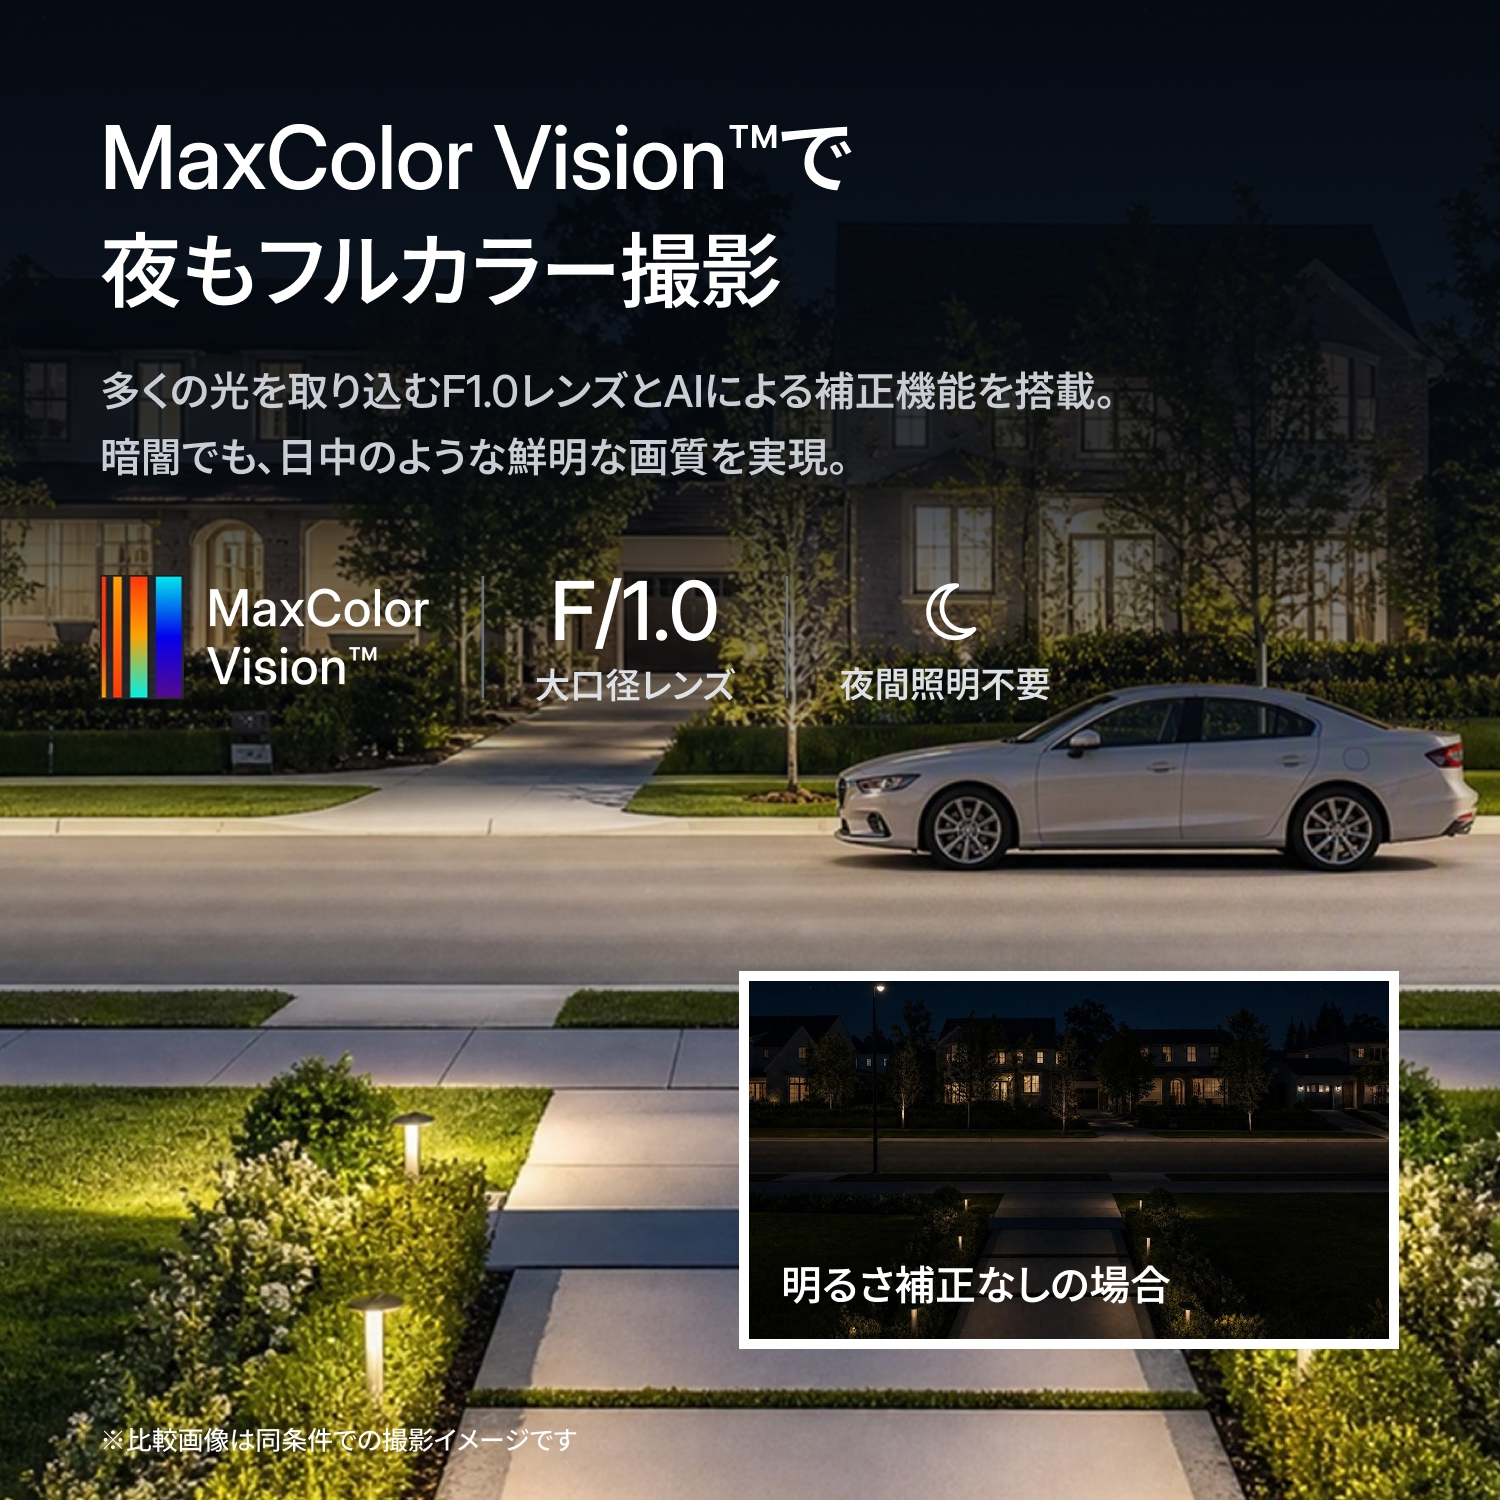 MaxColor Vision™で
夜もフルカラー撮影
多くの光を取り込むF1.0レンズとAIによる補正機能を搭載。
暗闇でも、日中のような鮮明な画質を実現。
MaxColor
Vision™
F/1.0
大口径レンズ
夜間照明不要
明るさ補正なしの場合
※比較画像は同条件での撮影イメージです